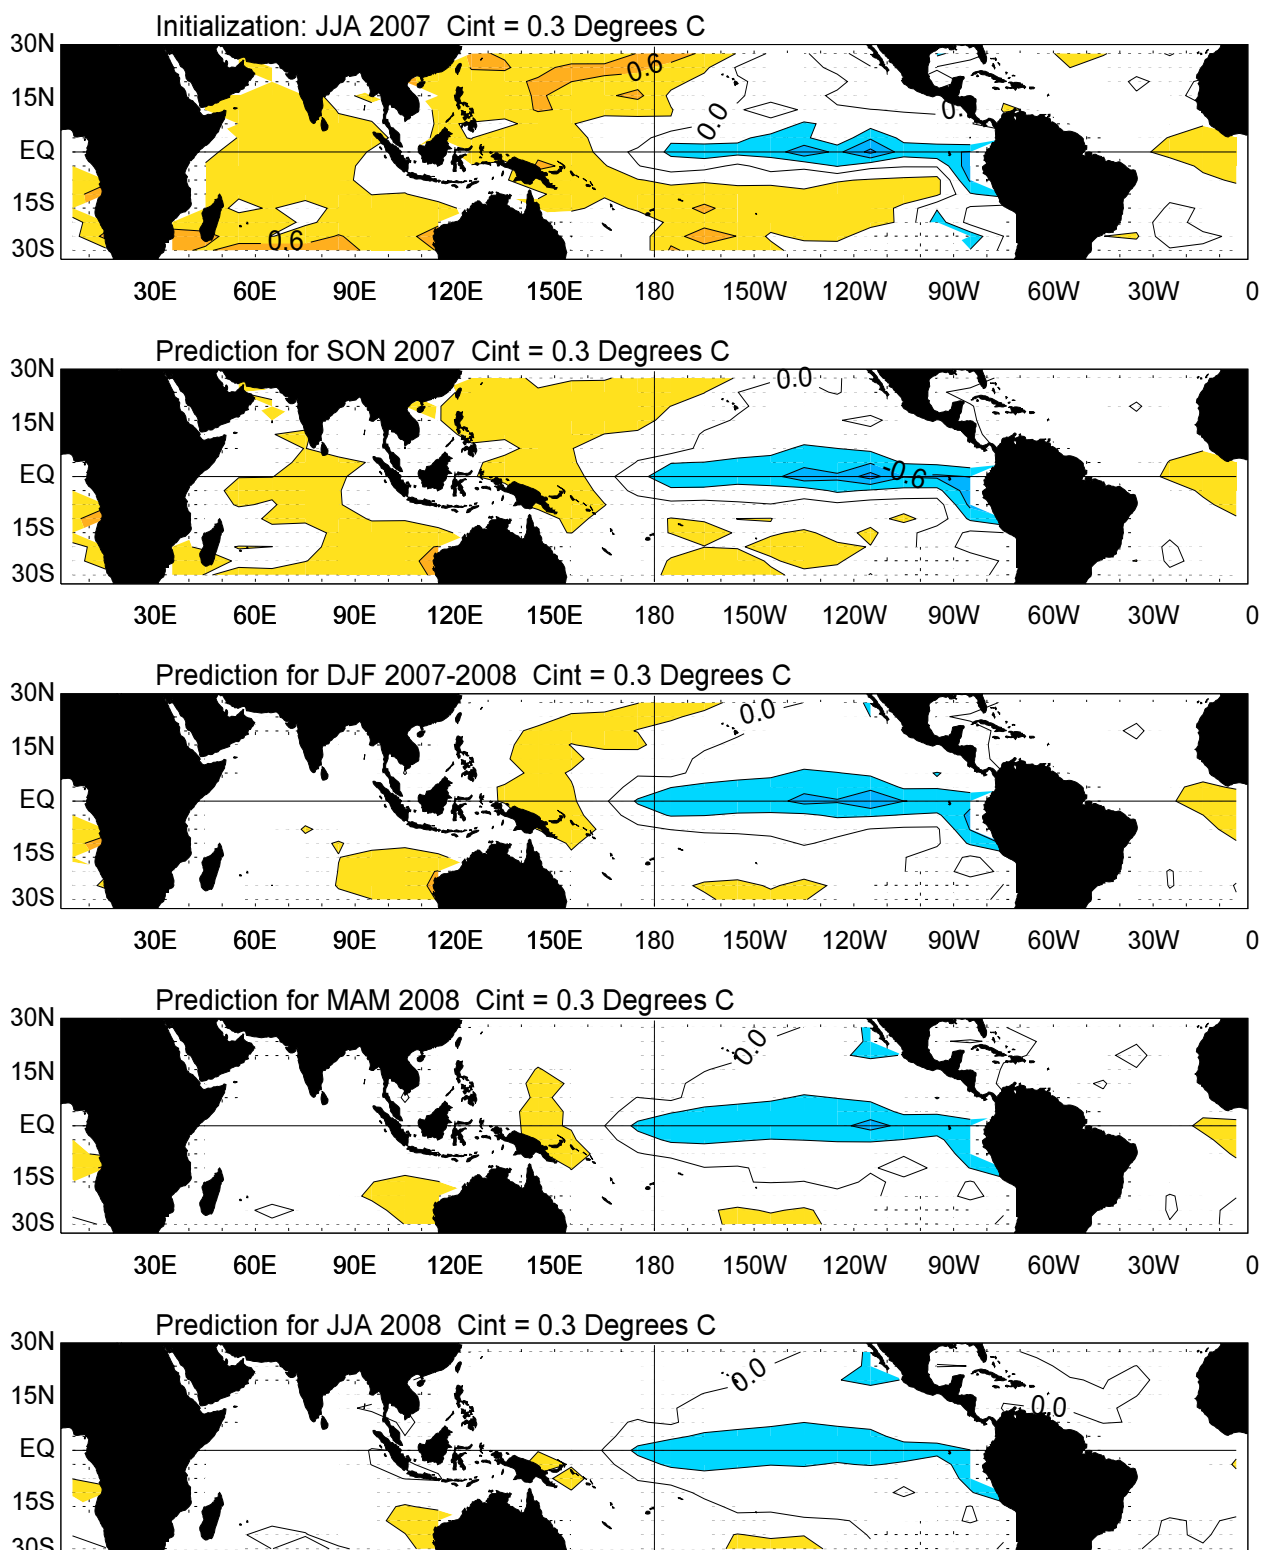 Initialization: JJA 2007  Cint = 0.3 Degrees C
30N
0.6
15N
0.0
0.
EQ
15S
0.6
30S
30E 60E 90E 120E 150E 180 150W 120W 90W 60W 30W 0
Prediction for SON 2007  Cint = 0.3 Degrees C
30N
0.0
15N
EQ
-0.6
15S
30S
30E 60E 90E 120E 150E 180 150W 120W 90W 60W 30W 0
Prediction for DJF 2007-2008  Cint = 0.3 Degrees C
30N
0.0
15N
EQ
15S
30S
30E 60E 90E 120E 150E 180 150W 120W 90W 60W 30W 0
Prediction for MAM 2008  Cint = 0.3 Degrees C
30N
0.0
15N
EQ
15S
30S
30E 60E 90E 120E 150E 180 150W 120W 90W 60W 30W 0
Prediction for JJA 2008  Cint = 0.3 Degrees C
30N
0.0
15N
0.0
EQ
15S
30S